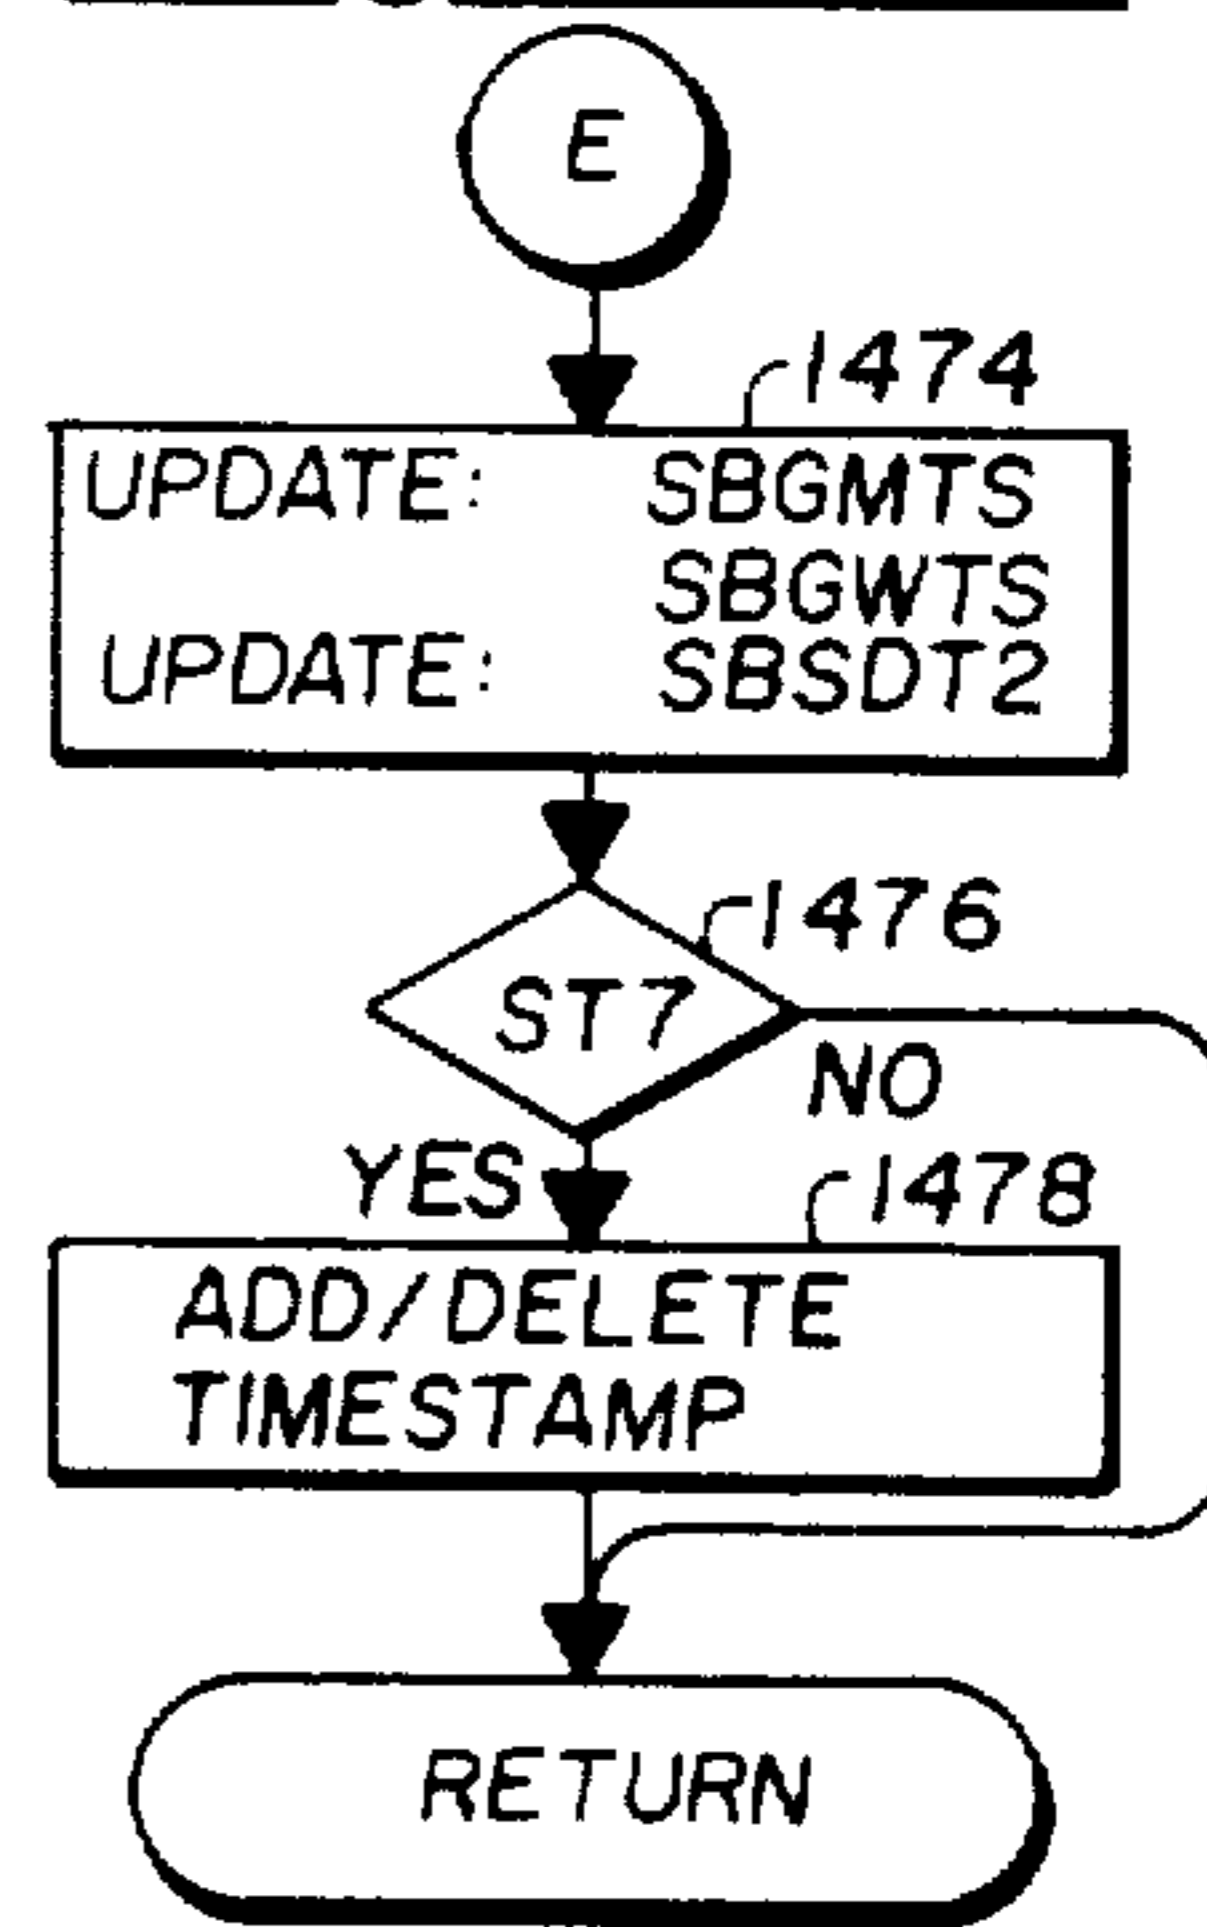 E
1474
UPDATE: SBGMTS
SBGWTS
UPDATE: SBSDT2
1476
ST7
NO
YES
1478
ADD/DELETE
TIMESTAMP
RETURN